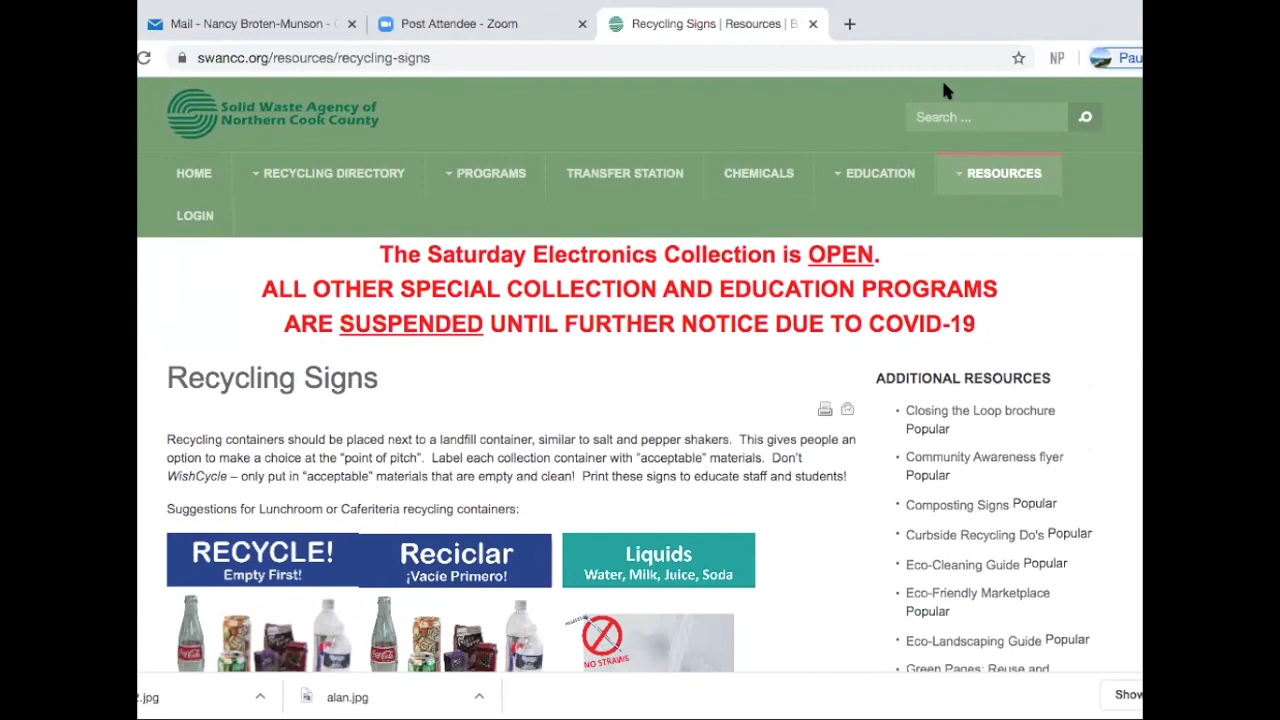 Mail - Nancy Broten-Munson -
Post Attendee - Zoom
Recycling Signs | Resources | B
swancc.org/resources/recycling-signs
NP
Pau
Solid Waste Agency of
Northern Cook County
Search ...
HOME
RECYCLING DIRECTORY
PROGRAMS
TRANSFER STATION
CHEMICALS
EDUCATION
RESOURCES
LOGIN
The Saturday Electronics Collection is OPEN.
ALL OTHER SPECIAL COLLECTION AND EDUCATION PROGRAMS
ARE SUSPENDED UNTIL FURTHER NOTICE DUE TO COVID-19
Recycling Signs
Recycling containers should be placed next to a landfill container, similar to salt and pepper shakers. This gives people an
option to make a choice at the "point of pitch". Label each collection container with "acceptable" materials. Don't
WishCycle – only put in "acceptable" materials that are empty and clean! Print these signs to educate staff and students!
Suggestions for Lunchroom or Caferiteria recycling containers:
RECYCLE!
Empty First!
Reciclar
¡Vacíe Primero!
Liquids
Water, Milk, Juice, Soda
NO STRAWS
ADDITIONAL RESOURCES
Closing the Loop brochure
Popular
Community Awareness flyer
Popular
Composting Signs Popular
Curbside Recycling Do's Popular
Eco-Cleaning Guide Popular
Eco-Friendly Marketplace
Popular
Eco-Landscaping Guide Popular
Green Pages: Reuse and
.jpg
alan.jpg
Show